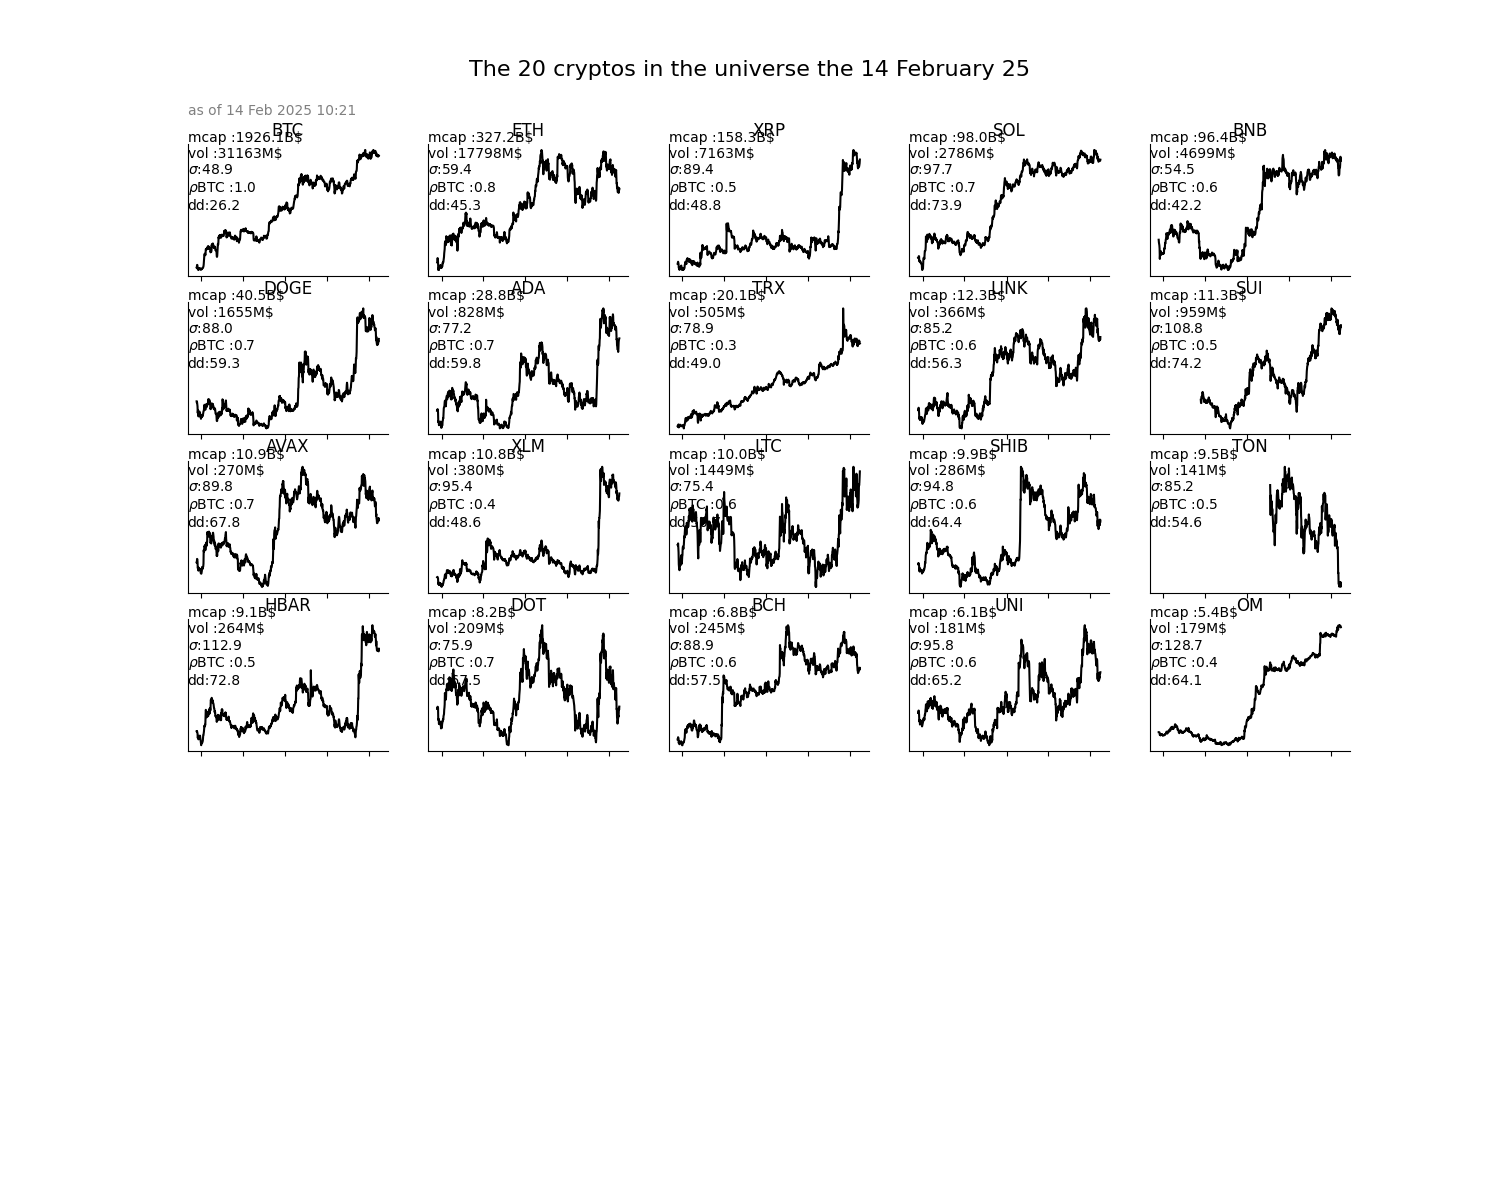 The 20 cryptos in the universe the 14 February 25
as of 14 Feb 2025 10:21
BTC
mcap :1926.1B$
vol :31163M$
σ:48.9
ρBTC :1.0
dd:26.2
ETH
mcap :327.2B$
vol :17798M$
σ:59.4
ρBTC :0.8
dd:45.3
XRP
mcap :158.3B$
vol :7163M$
σ:89.4
ρBTC :0.5
dd:48.8
SOL
mcap :98.0B$
vol :2786M$
σ:97.7
ρBTC :0.7
dd:73.9
BNB
mcap :96.4B$
vol :4699M$
σ:54.5
ρBTC :0.6
dd:42.2
DOGE
mcap :40.5B$
vol :1655M$
σ:88.0
ρBTC :0.7
dd:59.3
ADA
mcap :28.8B$
vol :828M$
σ:77.2
ρBTC :0.7
dd:59.8
TRX
mcap :20.1B$
vol :505M$
σ:78.9
ρBTC :0.3
dd:49.0
LINK
mcap :12.3B$
vol :366M$
σ:85.2
ρBTC :0.6
dd:56.3
SUI
mcap :11.3B$
vol :959M$
σ:108.8
ρBTC :0.5
dd:74.2
AVAX
mcap :10.9B$
vol :270M$
σ:89.8
ρBTC :0.7
dd:67.8
XLM
mcap :10.8B$
vol :380M$
σ:95.4
ρBTC :0.4
dd:48.6
LTC
mcap :10.0B$
vol :1449M$
σ:75.4
ρBTC :0.6
SHIB
mcap :9.9B$
vol :286M$
σ:94.8
ρBTC :0.6
dd:64.4
TON
mcap :9.5B$
vol :141M$
σ:85.2
ρBTC :0.5
dd:54.6
HBAR
mcap :9.1B$
vol :264M$
σ:112.9
ρBTC :0.5
dd:72.8
DOT
mcap :8.2B$
vol :209M$
σ:75.9
ρBTC :0.7
dd:57.5
BCH
mcap :6.8B$
vol :245M$
σ:88.9
ρBTC :0.6
dd:57.5
UNI
mcap :6.1B$
vol :181M$
σ:95.8
ρBTC :0.6
dd:65.2
OM
mcap :5.4B$
vol :179M$
σ:128.7
ρBTC :0.4
dd:64.1